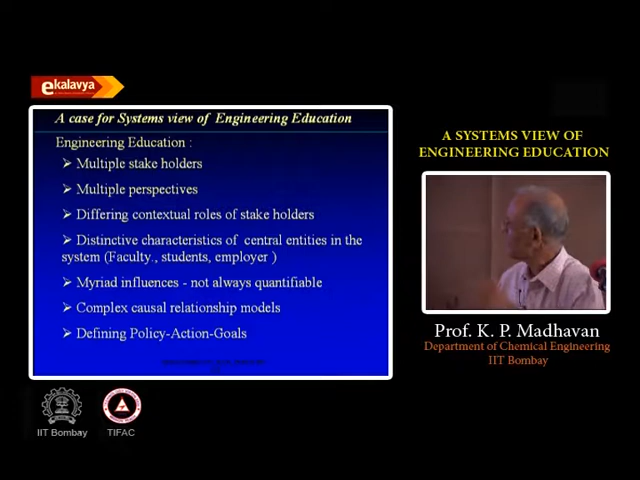 ekalavya
A case for Systems view of Engineering Education
Engineering Education :
➢ Multiple stake holders
➢ Multiple perspectives
➢ Differing contextual roles of stake holders
➢ Distinctive characteristics of central entities in the
system (Faculty., students, employer )
➢ Myriad influences - not always quantifiable
➢ Complex causal relationship models
➢ Defining Policy-Action-Goals
A SYSTEMS VIEW OF
ENGINEERING EDUCATION
Prof. K. P. Madhavan
Department of Chemical Engineering
IIT Bombay
IIT Bombay
TIFAC